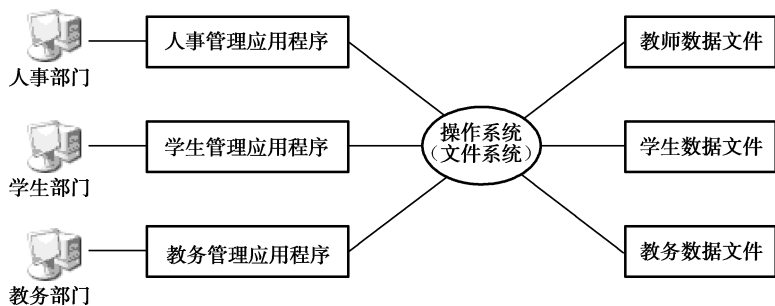 人事管理应用程序
教师数据文件
人事部门
操作系统
（文件系统）
学生管理应用程序
学生数据文件
学生部门
教务管理应用程序
教务数据文件
教务部门